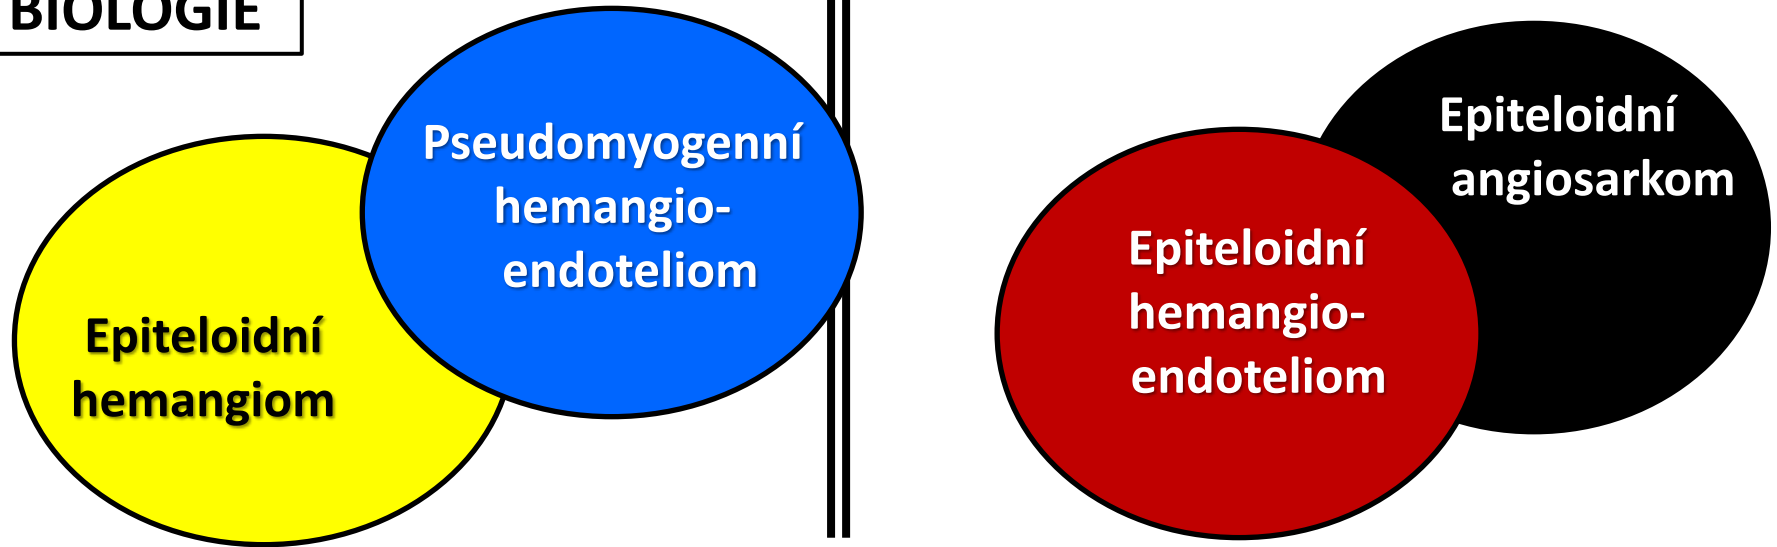 BIOLOGIE
Pseudomyogenní
hemangio-
endoteliom
Epiteloidní
hemangiom
Epiteloidní
angiosarkom
Epiteloidní
hemangio-
endoteliom